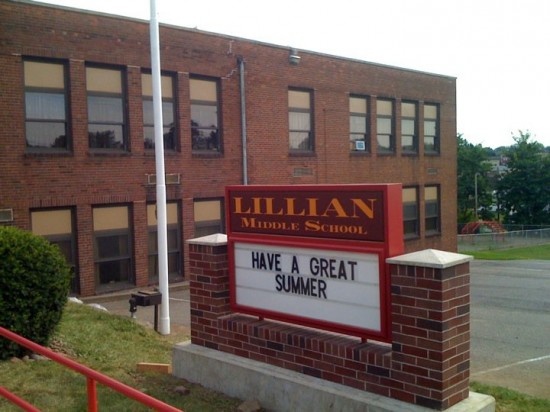 LILLIAN
MIDDLE SCHOOL
HAVE A GREAT
SUMMER